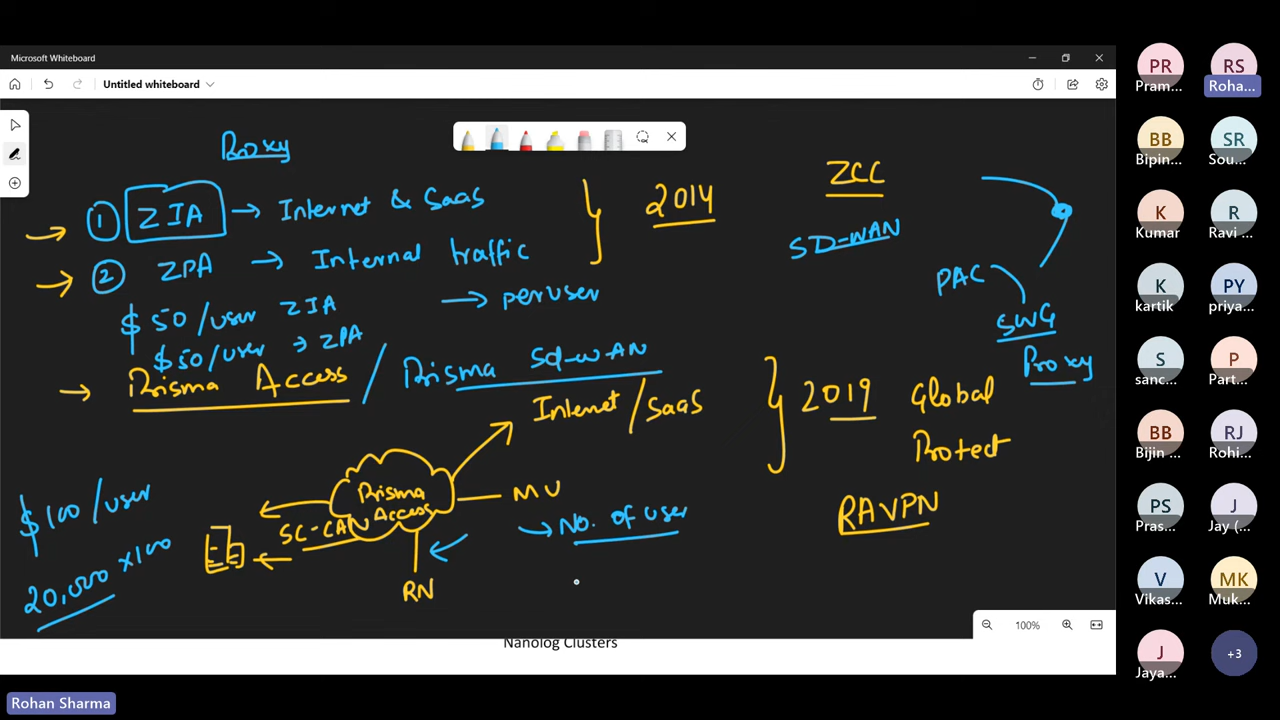 Microsoft Whiteboard
Untitled whiteboard
Proxy
① ZIA → Internet & SaaS
② ZPA → Internal traffic
2014
ZCC
SD-WAN
PAC
SWG
Proxy
$50/user ZIA → per user
$50/user → ZPA
Prisma Access / Prisma Sd-WAN
Internet/SaaS
2019 Global
Protect
RAVPN
Prisma
Access
MU
→ No. of user
SC-CAN
RN
$100/user
20,000 ×100
100%
Nanolog Clusters
PR RS
Pram... Roha...
BB SR
Bipin... Sou...
K R
Kumar Ravi ...
K PY
kartik priya...
S P
sanc... Part...
BB RJ
Bijin ... Rohi...
PS J
Pras... Jay (...
V MK
Vikas... Muk...
J +3
Jaya...
Rohan Sharma